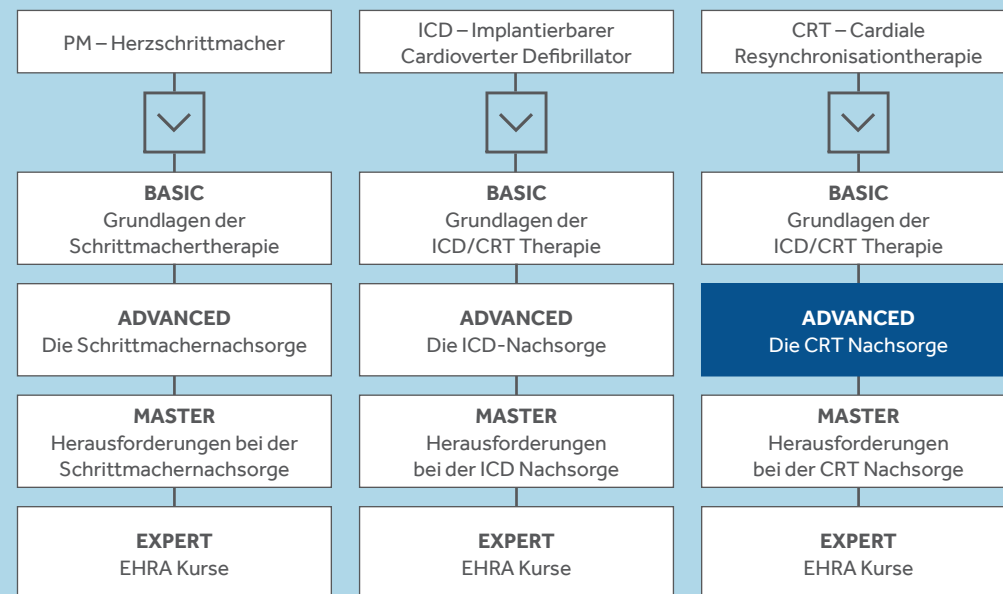 PM – Herzschrittmacher
ICD – Implantierbarer
Cardioverter Defibrillator
CRT – Cardiale
Resynchronisationtherapie
BASIC
Grundlagen der
Schrittmachertherapie
BASIC
Grundlagen der
ICD/CRT Therapie
BASIC
Grundlagen der
ICD/CRT Therapie
ADVANCED
Die Schrittmachernachsorge
ADVANCED
Die ICD-Nachsorge
ADVANCED
Die CRT Nachsorge
MASTER
Herausforderungen bei der
Schrittmachernachsorge
MASTER
Herausforderungen
bei der ICD Nachsorge
MASTER
Herausforderungen
bei der CRT Nachsorge
EXPERT
EHRA Kurse
EXPERT
EHRA Kurse
EXPERT
EHRA Kurse